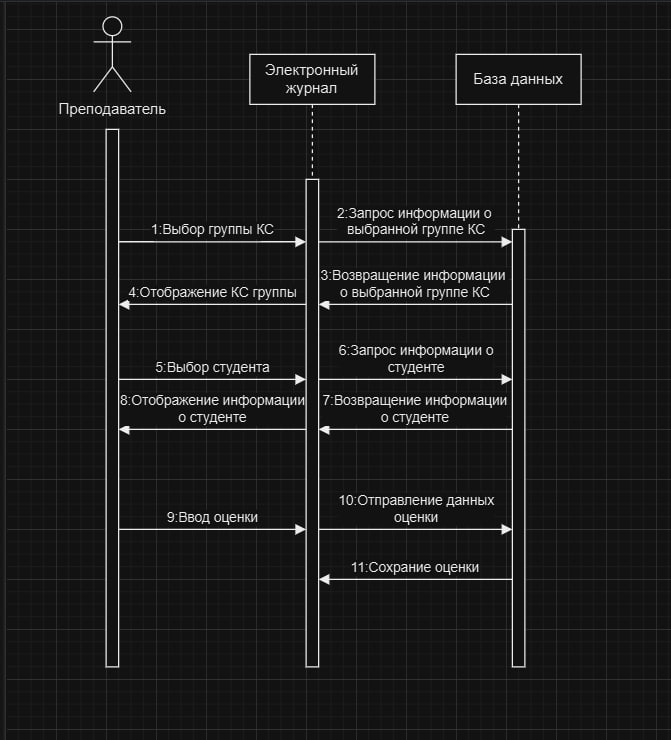 Преподаватель
Электронный
журнал
База данных
1:Выбор группы КС
2:Запрос информации о
выбранной группе КС
3:Возвращение информации
о выбранной группе КС
4:Отображение КС группы
5:Выбор студента
6:Запрос информации о
студенте
7:Возвращение информации
о студенте
8:Отображение информации
о студенте
9:Ввод оценки
10:Отправление данных
оценки
11:Сохрание оценки